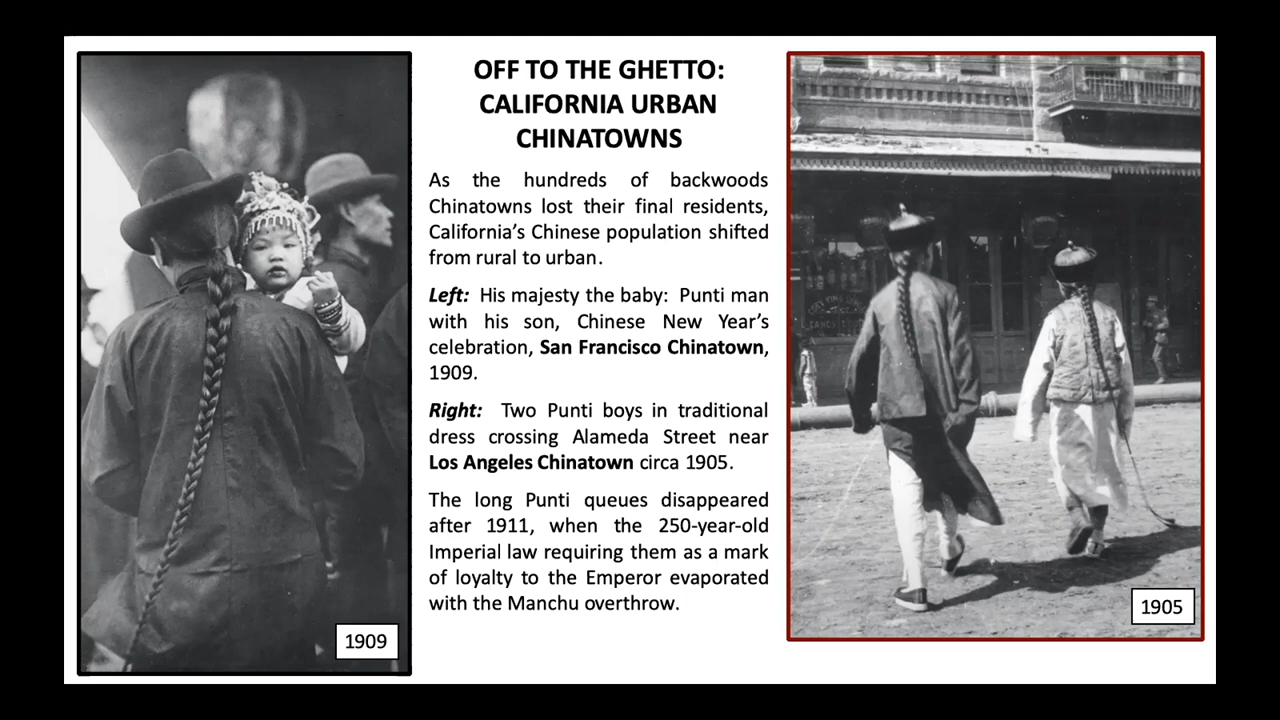 OFF TO THE GHETTO:
CALIFORNIA URBAN
CHINATOWNS
As the hundreds of backwoods
Chinatowns lost their final residents,
California's Chinese population shifted
from rural to urban.
Left: His majesty the baby: Punti man
with his son, Chinese New Year's
celebration, San Francisco Chinatown,
1909.
Right: Two Punti boys in traditional
dress crossing Alameda Street near
Los Angeles Chinatown circa 1905.
The long Punti queues disappeared
after 1911, when the 250-year-old
Imperial law requiring them as a mark
of loyalty to the Emperor evaporated
with the Manchu overthrow.
1909
1905